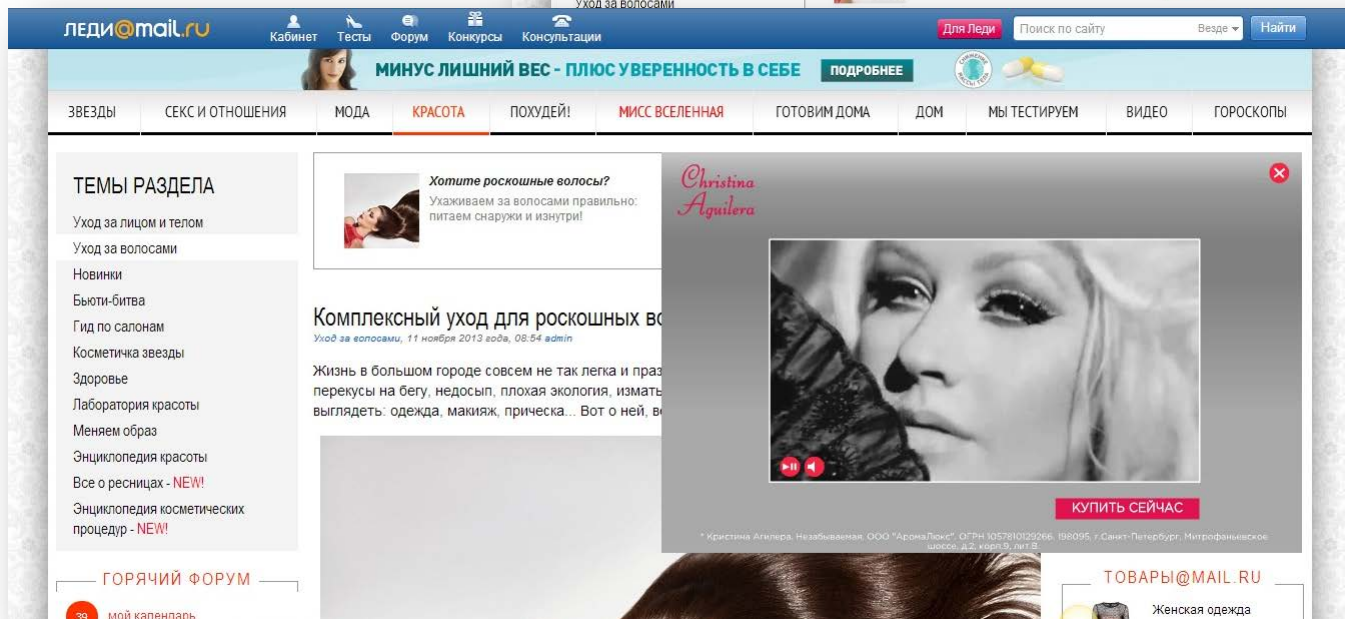 Уход за волосами
леди@mail.ru
Кабинет Тесты Форум Конкурсы Консультации
Для Леди
Поиск по сайту Везде
Найти
МИНУС ЛИШНИЙ ВЕС - ПЛЮС УВЕРЕННОСТЬ В СЕБЕ ПОДРОБНЕЕ
ЗВЕЗДЫ СЕКС И ОТНОШЕНИЯ МОДА КРАСОТА ПОХУДЕЙ! МИСС ВСЕЛЕННАЯ ГОТОВИМ ДОМА ДОМ МЫ ТЕСТИРУЕМ ВИДЕО ГОРОСКОПЫ
ТЕМЫ РАЗДЕЛА
Уход за лицом и телом
Уход за волосами
Новинки
Бьюти-битва
Гид по салонам
Косметичка звезды
Здоровье
Лаборатория красоты
Меняем образ
Энциклопедия красоты
Все о ресницах - NEW!
Энциклопедия косметических
процедур - NEW!
ГОРЯЧИЙ ФОРУМ
39 мой календарь
Хотите роскошные волосы?
Ухаживаем за волосами правильно:
питаем снаружи и изнутри!
Комплексный уход для роскошных во
Уход за волосами, 11 ноября 2013 года, 08:54 admin
Жизнь в большом городе совсем не так легка и праз
перекусы на бегу, недосып, плохая экология, изматы
выглядеть: одежда, макияж, прическа... Вот о ней, в
Christina
Aguilera
КУПИТЬ СЕЙЧАС
* Кристина Агилера. Незабываемая, ООО "АромаЛюкс". ОГРН 1057810129266, 198095, г.Санкт-Петербург, Митрофаньевское
шоссе, д.2, корп.9, лит.В.
ТОВАРЫ@MAIL.RU
Женская одежда